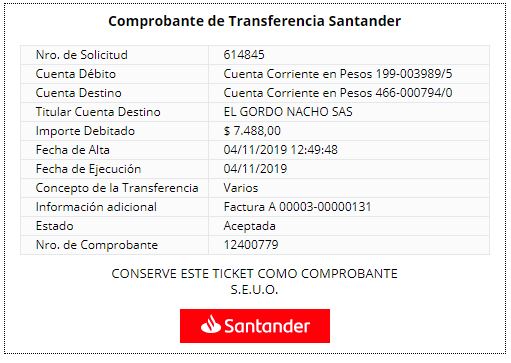 Comprobante de Transferencia Santander
Nro. de Solicitud 614845
Cuenta Débito Cuenta Corriente en Pesos 199-003989/5
Cuenta Destino Cuenta Corriente en Pesos 466-000794/0
Titular Cuenta Destino EL GORDO NACHO SAS
Importe Debitado $ 7.488,00
Fecha de Alta 04/11/2019 12:49:48
Fecha de Ejecución 04/11/2019
Concepto de la Transferencia Varios
Información adicional Factura A 00003-00000131
Estado Aceptada
Nro. de Comprobante 12400779
CONSERVE ESTE TICKET COMO COMPROBANTE
S.E.U.O.
Santander